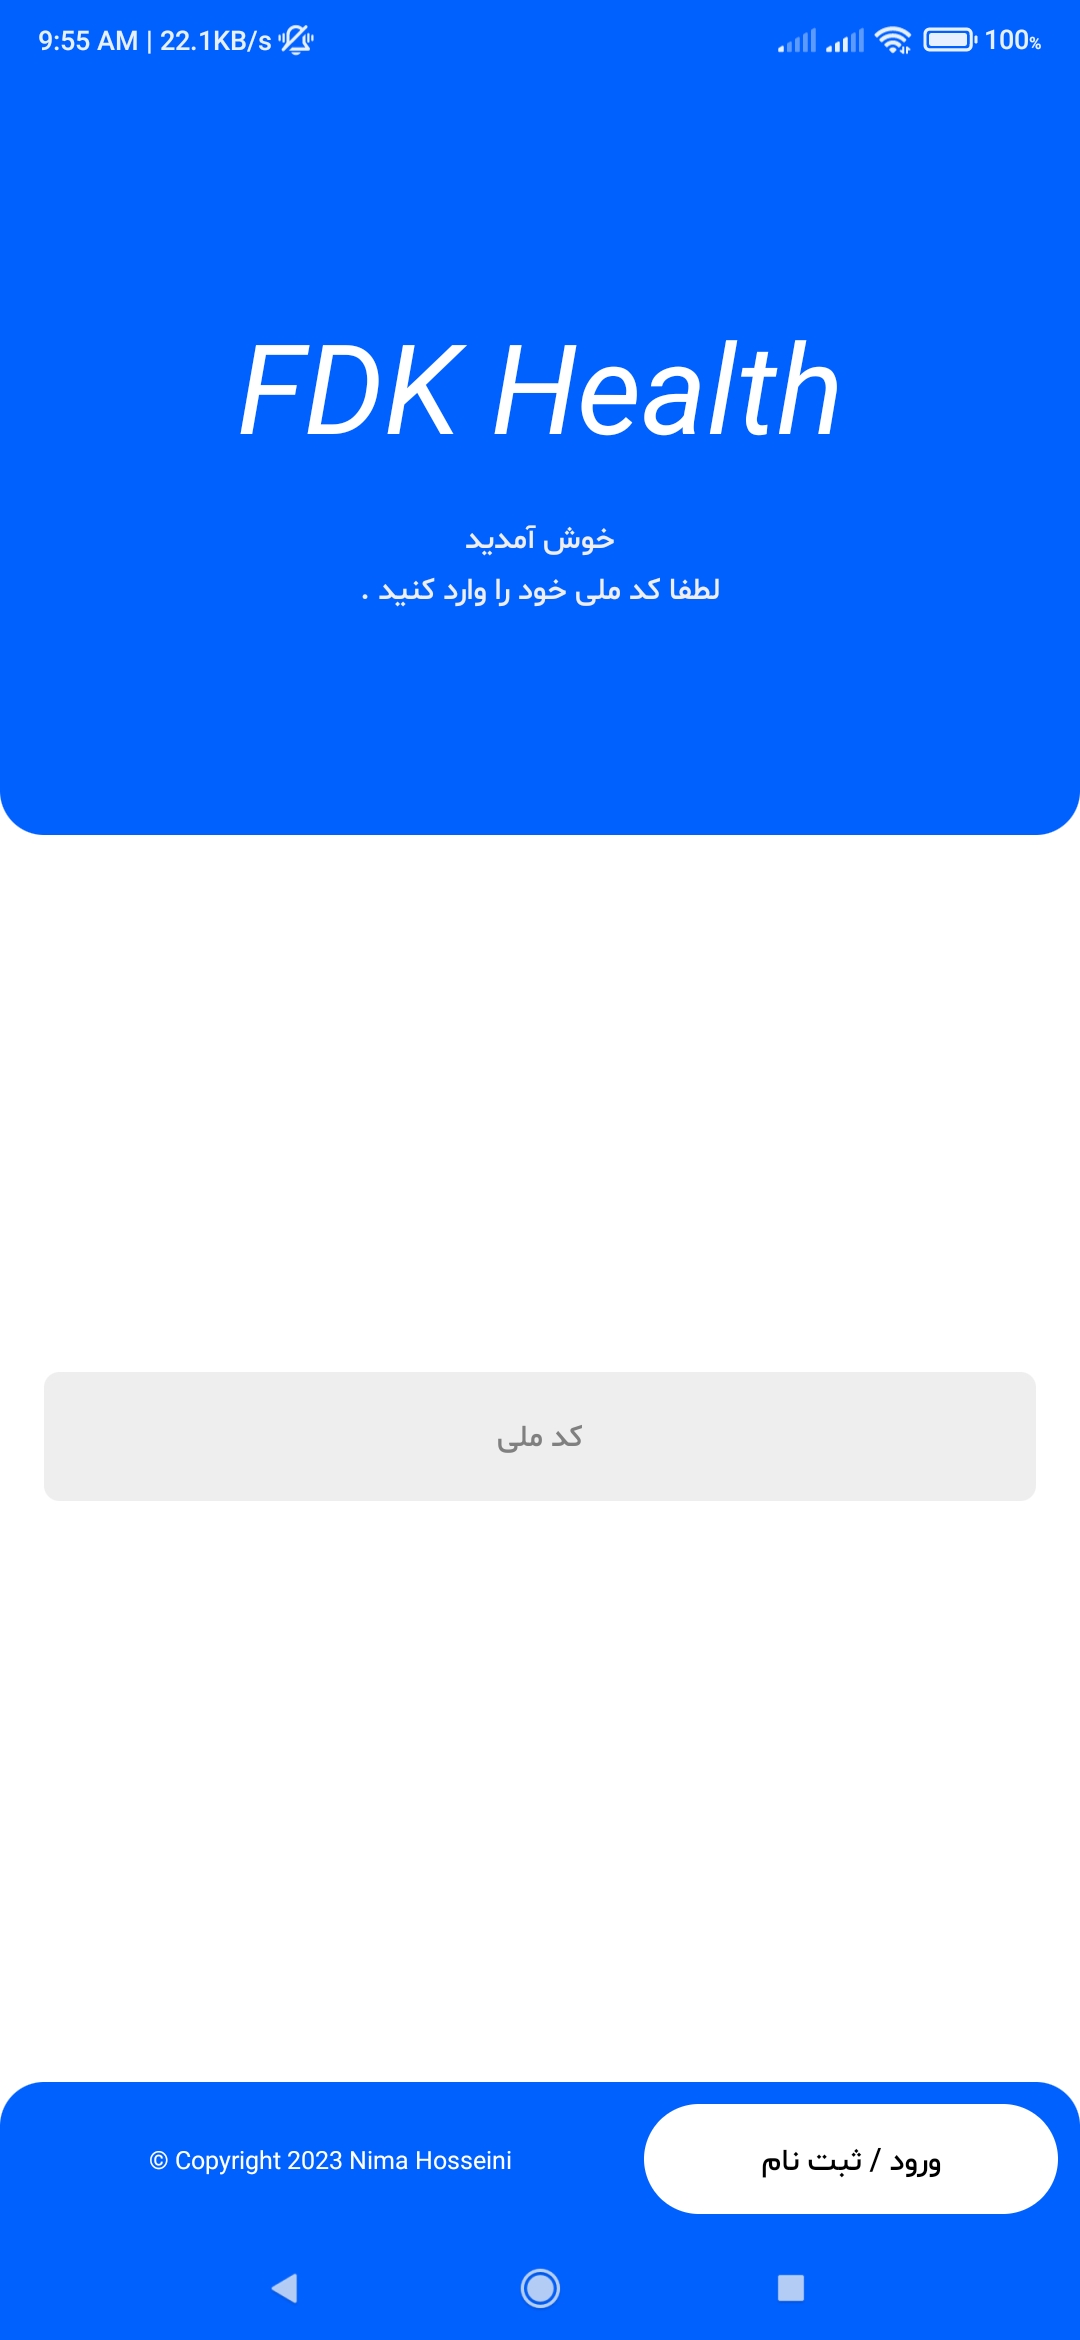 9:55 AM | 22.1KB/s
100%
FDK Health
خوش آمدید
لطفا کد ملی خود را وارد کنید .
کد ملی
© Copyright 2023 Nima Hosseini
ورود / ثبت نام